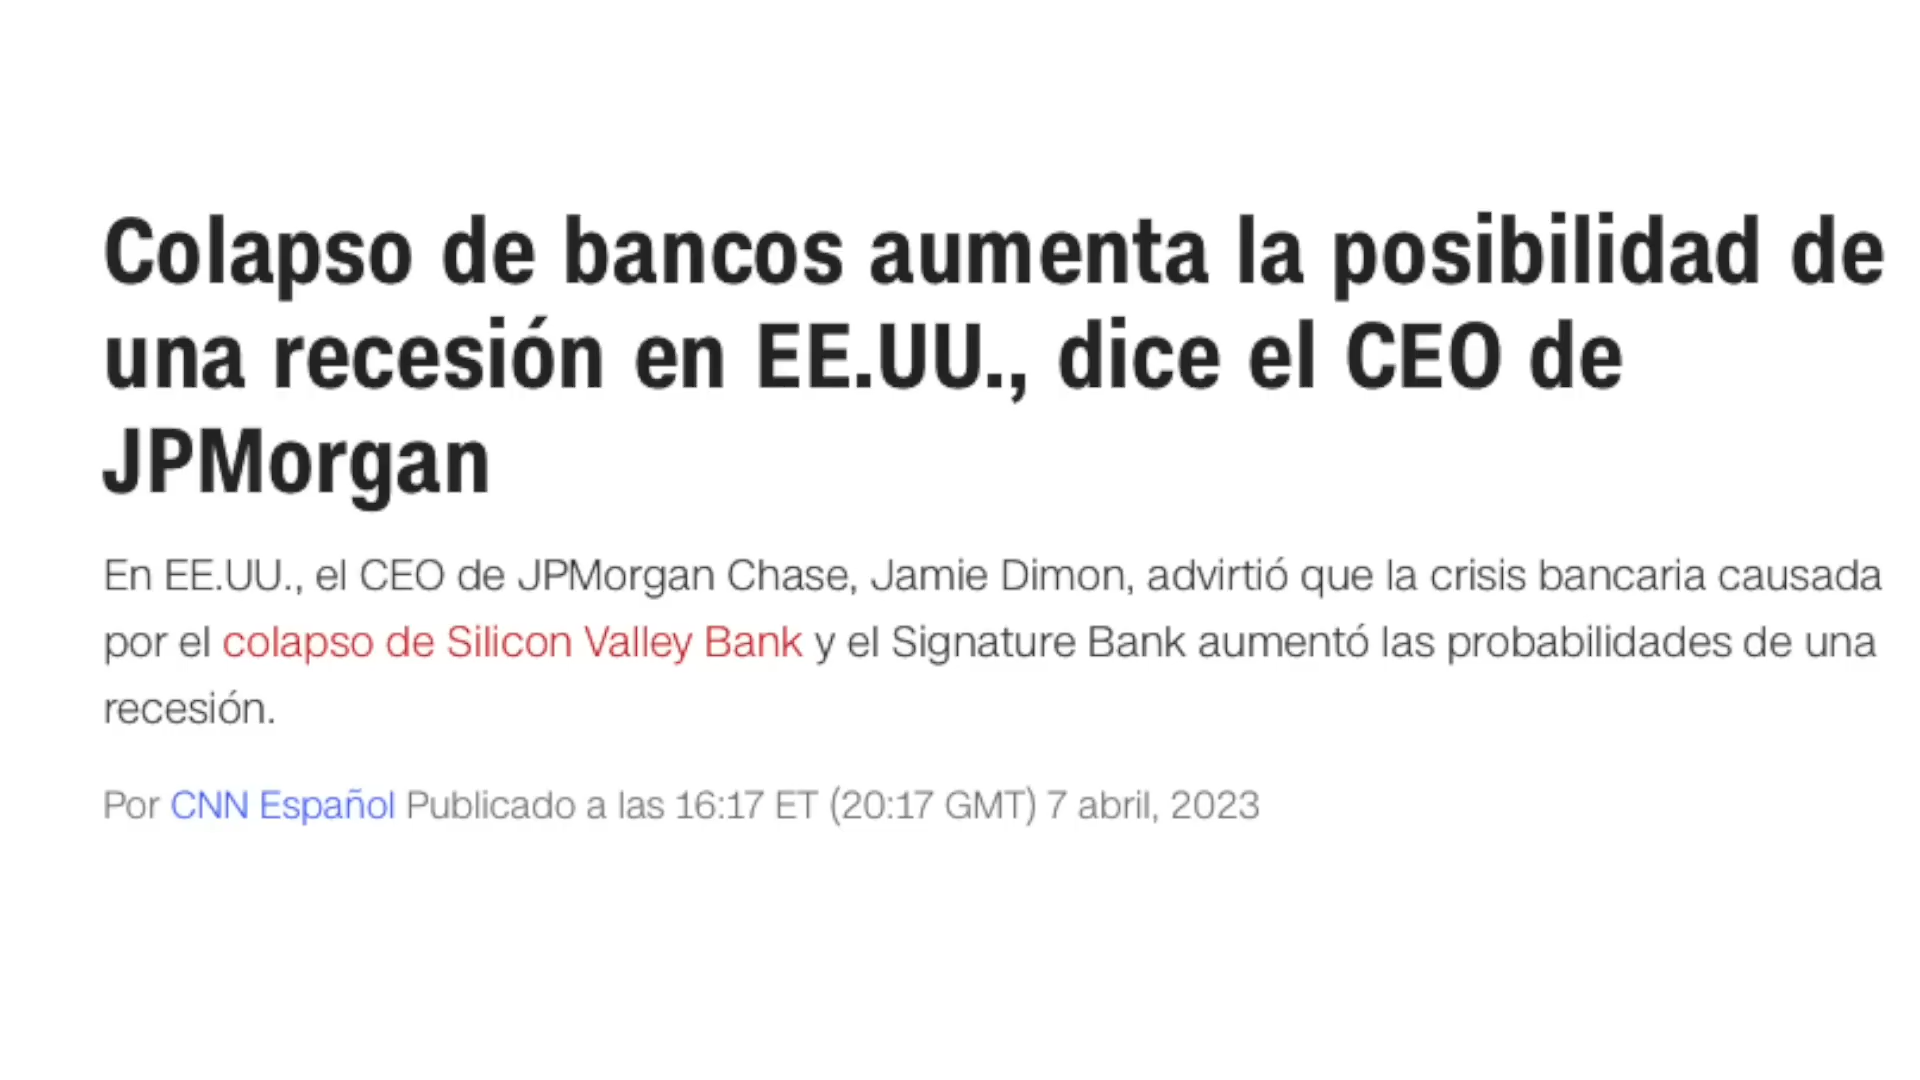 Colapso de bancos aumenta la posibilidad de
una recesión en EE.UU., dice el CEO de
JPMorgan
En EE.UU., el CEO de JPMorgan Chase, Jamie Dimon, advirtió que la crisis bancaria causada
por el colapso de Silicon Valley Bank y el Signature Bank aumentó las probabilidades de una
recesión.
Por CNN Español Publicado a las 16:17 ET (20:17 GMT) 7 abril, 2023